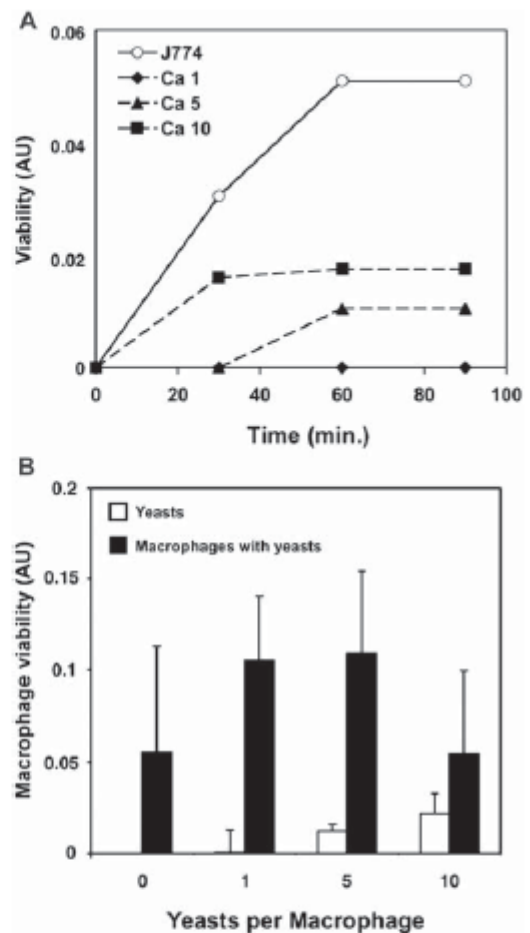 A
0.06
J774
Ca 1
Ca 5
Ca 10
0.04
0.02
0
Viability (AU)
0 20 40 60 80 100
Time (min.)
B
0.2
Yeasts
Macrophages with yeasts
0.15
0.1
0.05
0
Macrophage viability (AU)
0 1 5 10
Yeasts per Macrophage